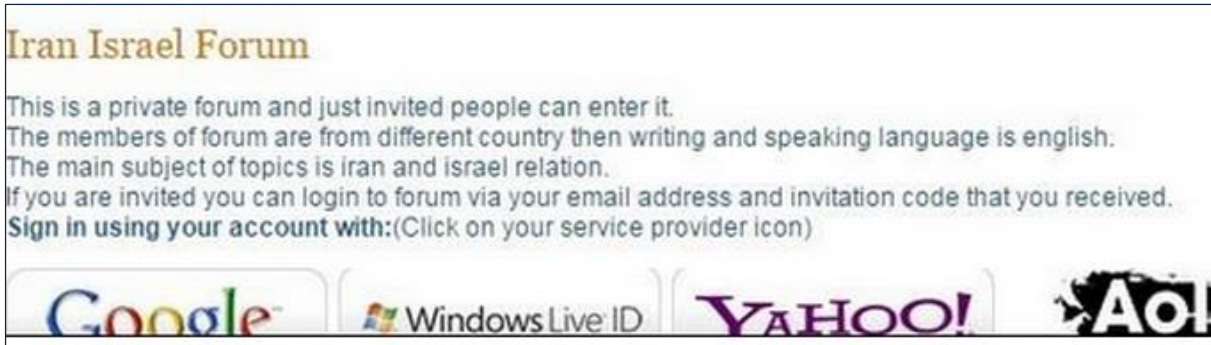 Iran Israel Forum
This is a private forum and just invited people can enter it.
The members of forum are from different country then writing and speaking language is english.
The main subject of topics is iran and israel relation.
If you are invited you can login to forum via your email address and invitation code that you received.
Sign in using your account with:(Click on your service provider icon)
Google Windows Live ID YAHOO! Aol